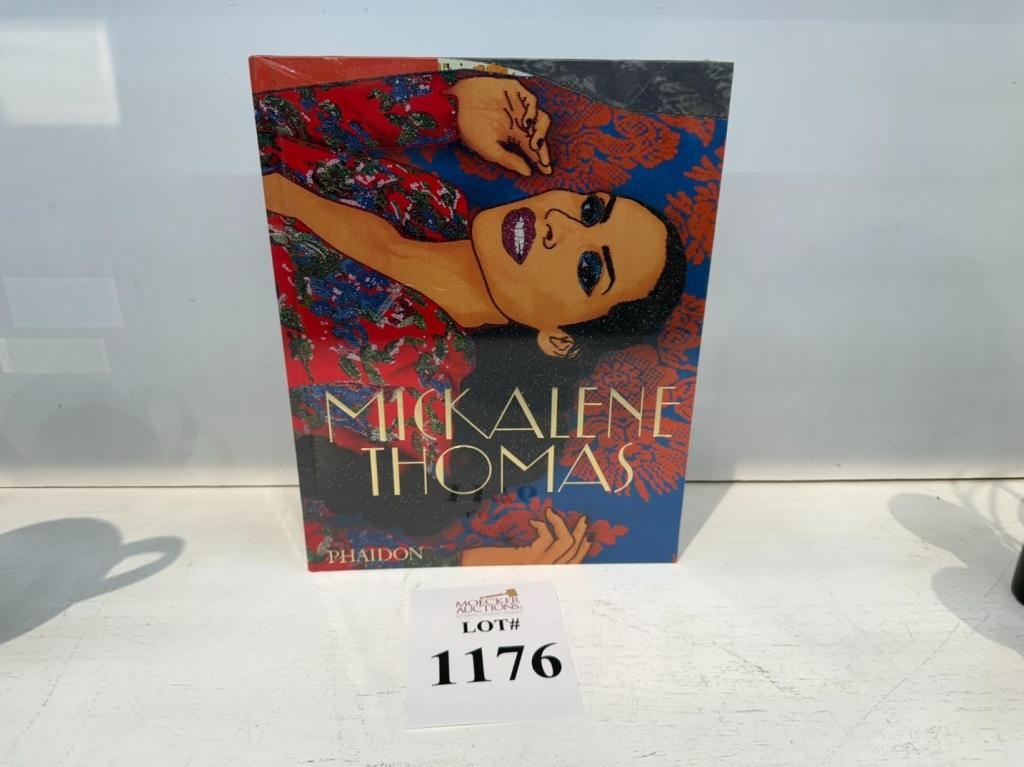 MICKALENE
THOMAS
PHAIDON
MOECKER
AUCTIONS
LOT#
1176